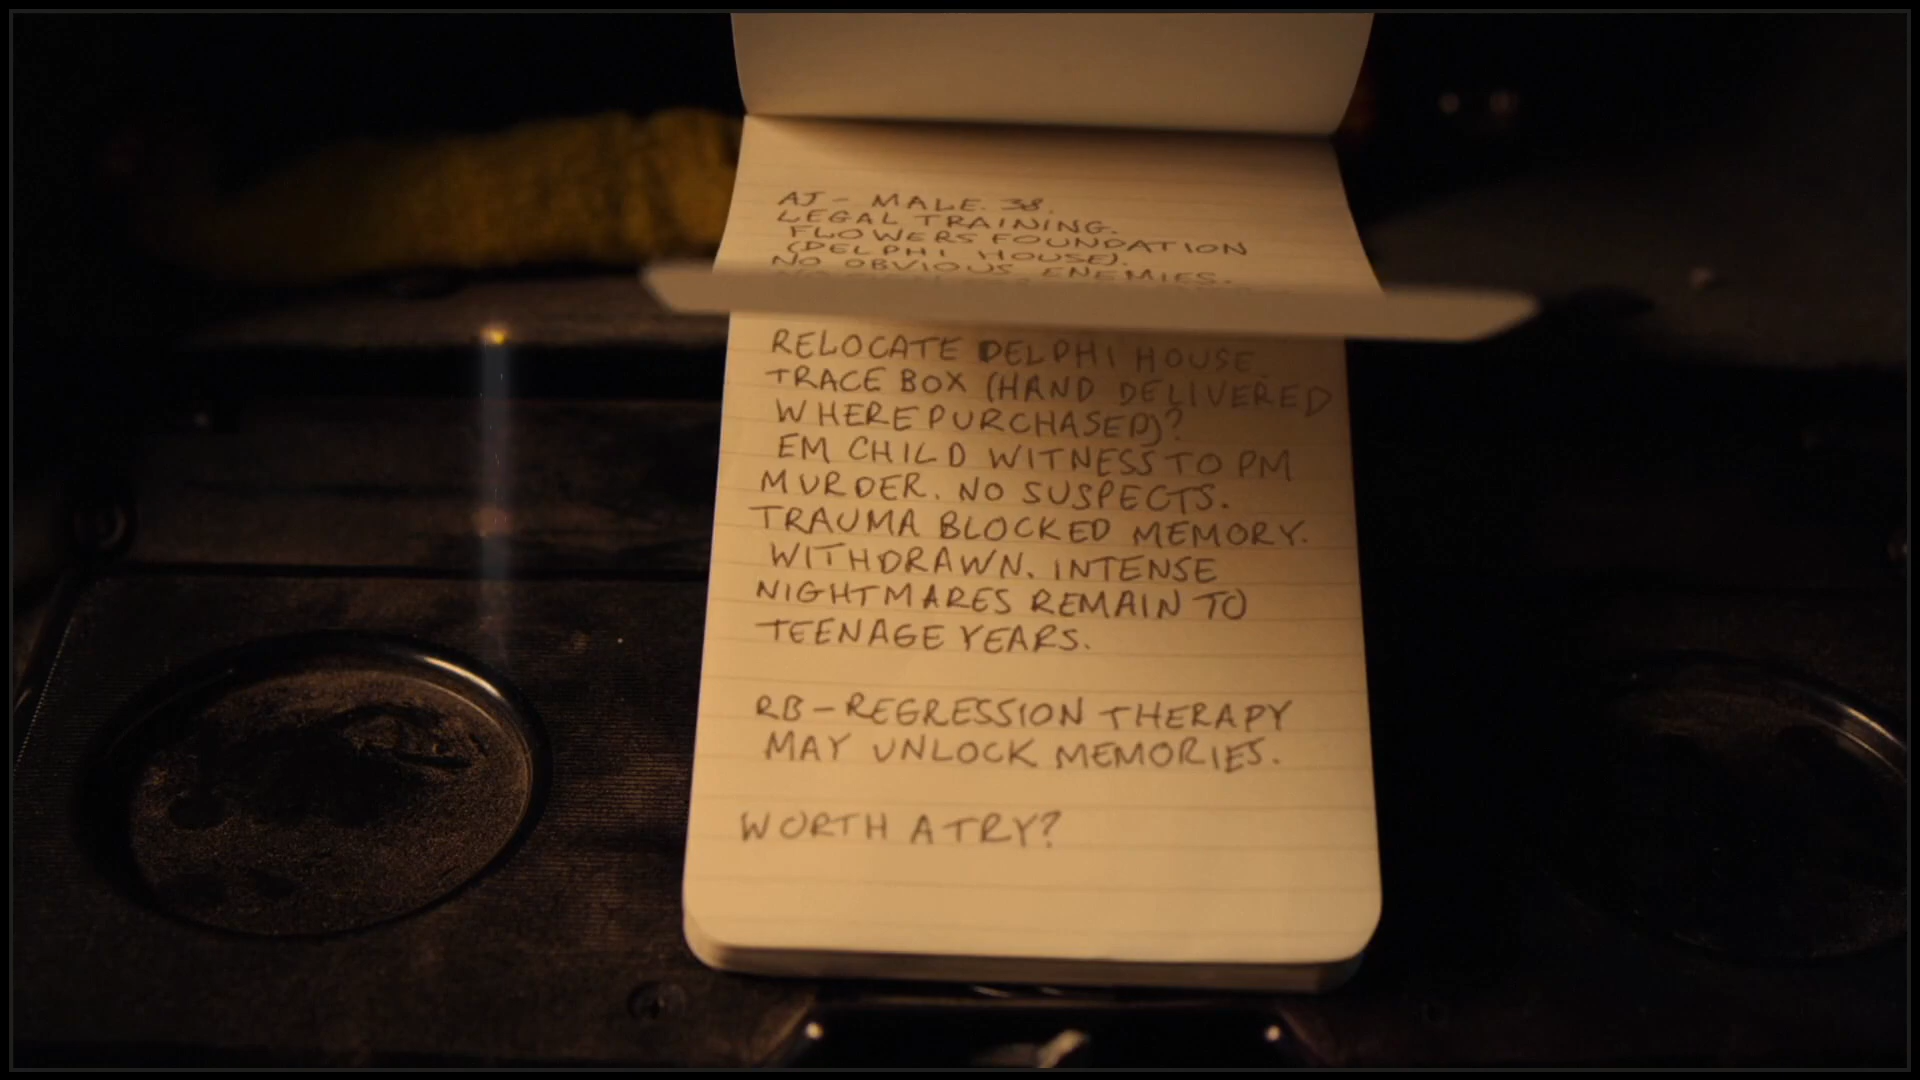 AJ - MALE. 38.
LEGAL TRAINING.
FLOWERS FOUNDATION
(DELPHI HOUSE).
NO OBVIOUS ENEMIES.
RELOCATE DELPHI HOUSE.
TRACE BOX (HAND DELIVERED
WHERE PURCHASED)?
EM CHILD WITNESS TO PM
MURDER. NO SUSPECTS.
TRAUMA BLOCKED MEMORY.
WITHDRAWN. INTENSE
NIGHTMARES REMAIN TO
TEENAGE YEARS.
RB - REGRESSION THERAPY
MAY UNLOCK MEMORIES.
WORTH A TRY?